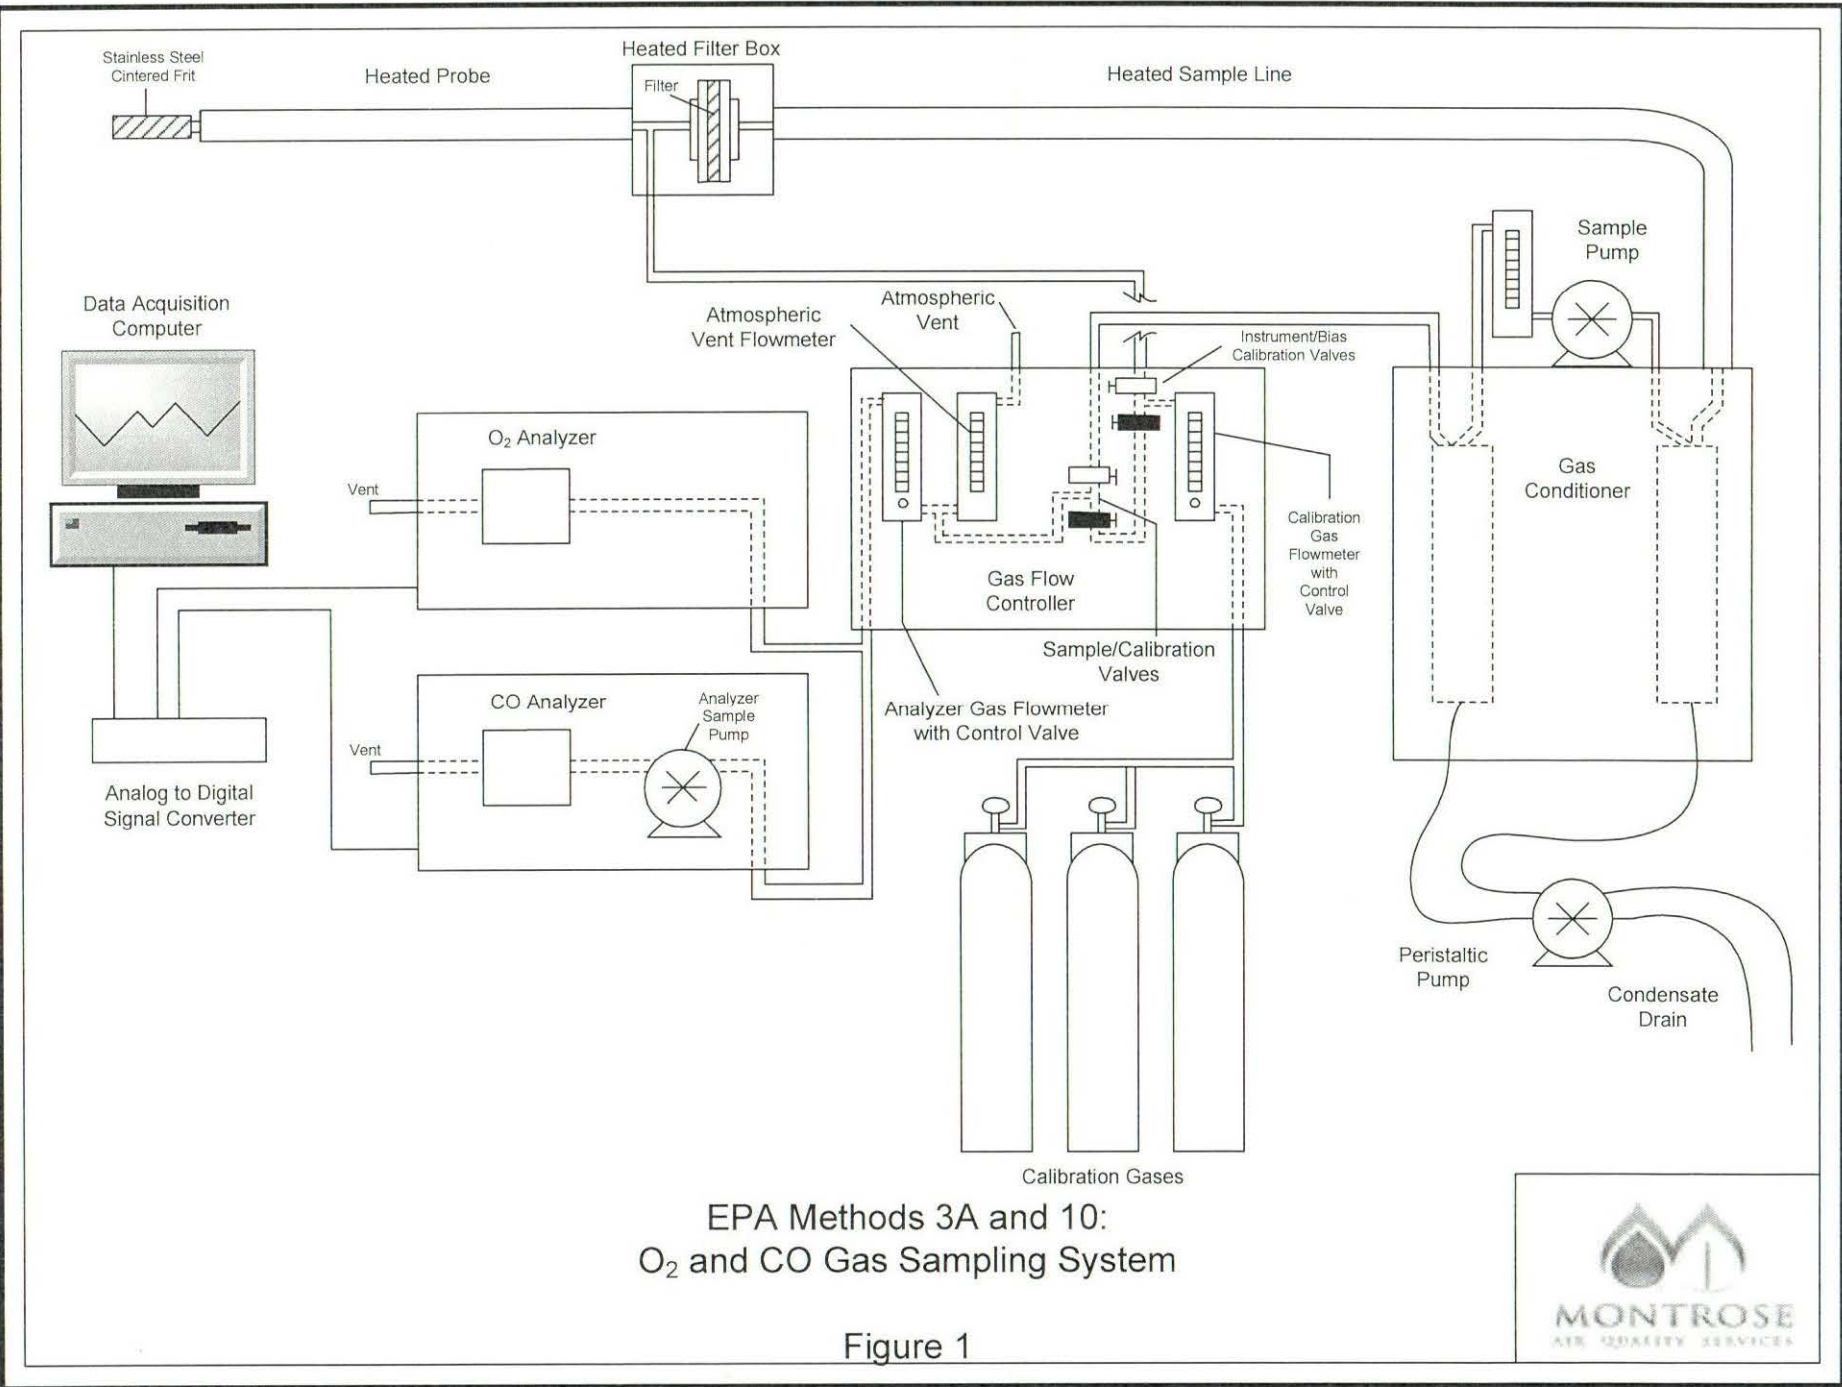 Stainless Steel
Cintered Frit
Heated Probe
Heated Filter Box
Filter
Heated Sample Line
Sample
Pump
Data Acquisition
Computer
Atmospheric
Vent Flowmeter
Atmospheric
Vent
Instrument/Bias
Calibration Valves
O2 Analyzer
Vent
Gas
Conditioner
Calibration
Gas
Flowmeter
with
Control
Valve
Gas Flow
Controller
Sample/Calibration
Valves
Analyzer Gas Flowmeter
with Control Valve
CO Analyzer
Analyzer
Sample
Pump
Vent
Analog to Digital
Signal Converter
Peristaltic
Pump
Condensate
Drain
Calibration Gases
EPA Methods 3A and 10:
O2 and CO Gas Sampling System
Figure 1
MONTROSE
AIR QUALITY SERVICES